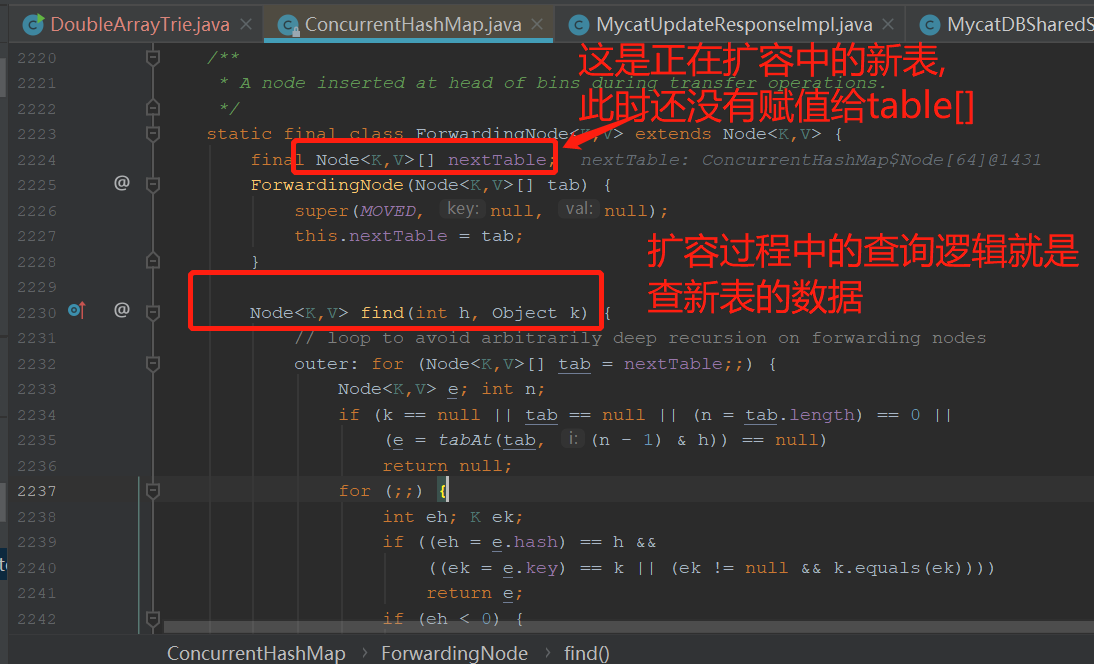 DoubleArrayTrie.java × ConcurrentHashMap.java × MycatUpdateResponseImpl.java × MycatDBSharedS
这是正在扩容中的新表,
此时还没有赋值给table[]
2220 /**
2221 * A node inserted at head of bins during transfer operations.
2222 */
2223 static final class ForwardingNode<K,V> extends Node<K,V> {
2224 final Node<K,V>[] nextTable; nextTable: ConcurrentHashMap$Node[64]@1431
2225 @ ForwardingNode(Node<K,V>[] tab) {
2226 super(MOVED, key: null, val: null);
2227 this.nextTable = tab;
2228 }
扩容过程中的查询逻辑就是
查新表的数据
2229
2230 @ Node<K,V> find(int h, Object k) {
2231 // loop to avoid arbitrarily deep recursion on forwarding nodes
2232 outer: for (Node<K,V>[] tab = nextTable;;) {
2233 Node<K,V> e; int n;
2234 if (k == null || tab == null || (n = tab.length) == 0 ||
2235 (e = tabAt(tab, i: (n - 1) & h)) == null)
2236 return null;
2237 for (;;) {
2238 int eh; K ek;
2239 if ((eh = e.hash) == h &&
2240 ((ek = e.key) == k || (ek != null && k.equals(ek))))
2241 return e;
2242 if (eh < 0) {
ConcurrentHashMap › ForwardingNode › find()